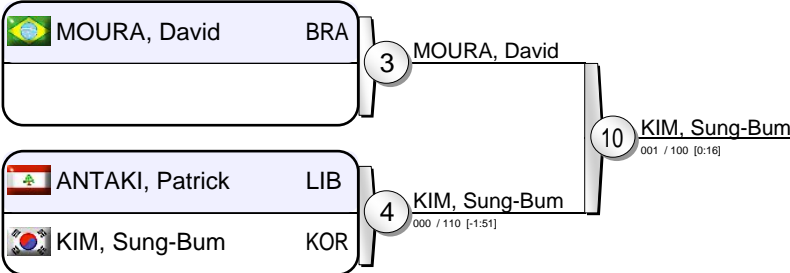 MOURA, David BRA
3
MOURA, David
10
KIM, Sung-Bum
001 / 100 [0:16]
ANTAKI, Patrick LIB
4
KIM, Sung-Bum
000 / 110 [-1:51]
KIM, Sung-Bum KOR